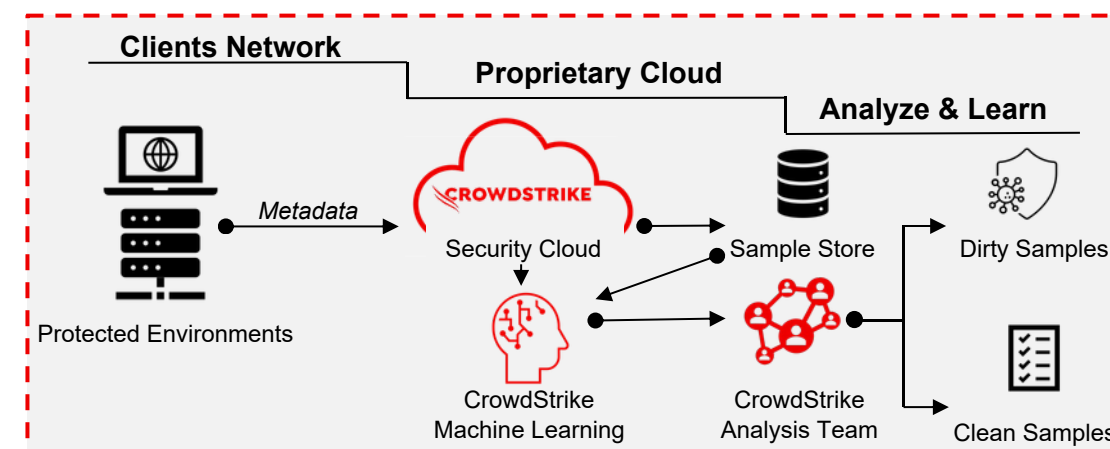 Clients Network
Proprietary Cloud
Analyze & Learn
Metadata
CROWDSTRIKE
Security Cloud
Sample Store
Dirty Samples
Protected Environments
CrowdStrike
Machine Learning
CrowdStrike
Analysis Team
Clean Samples